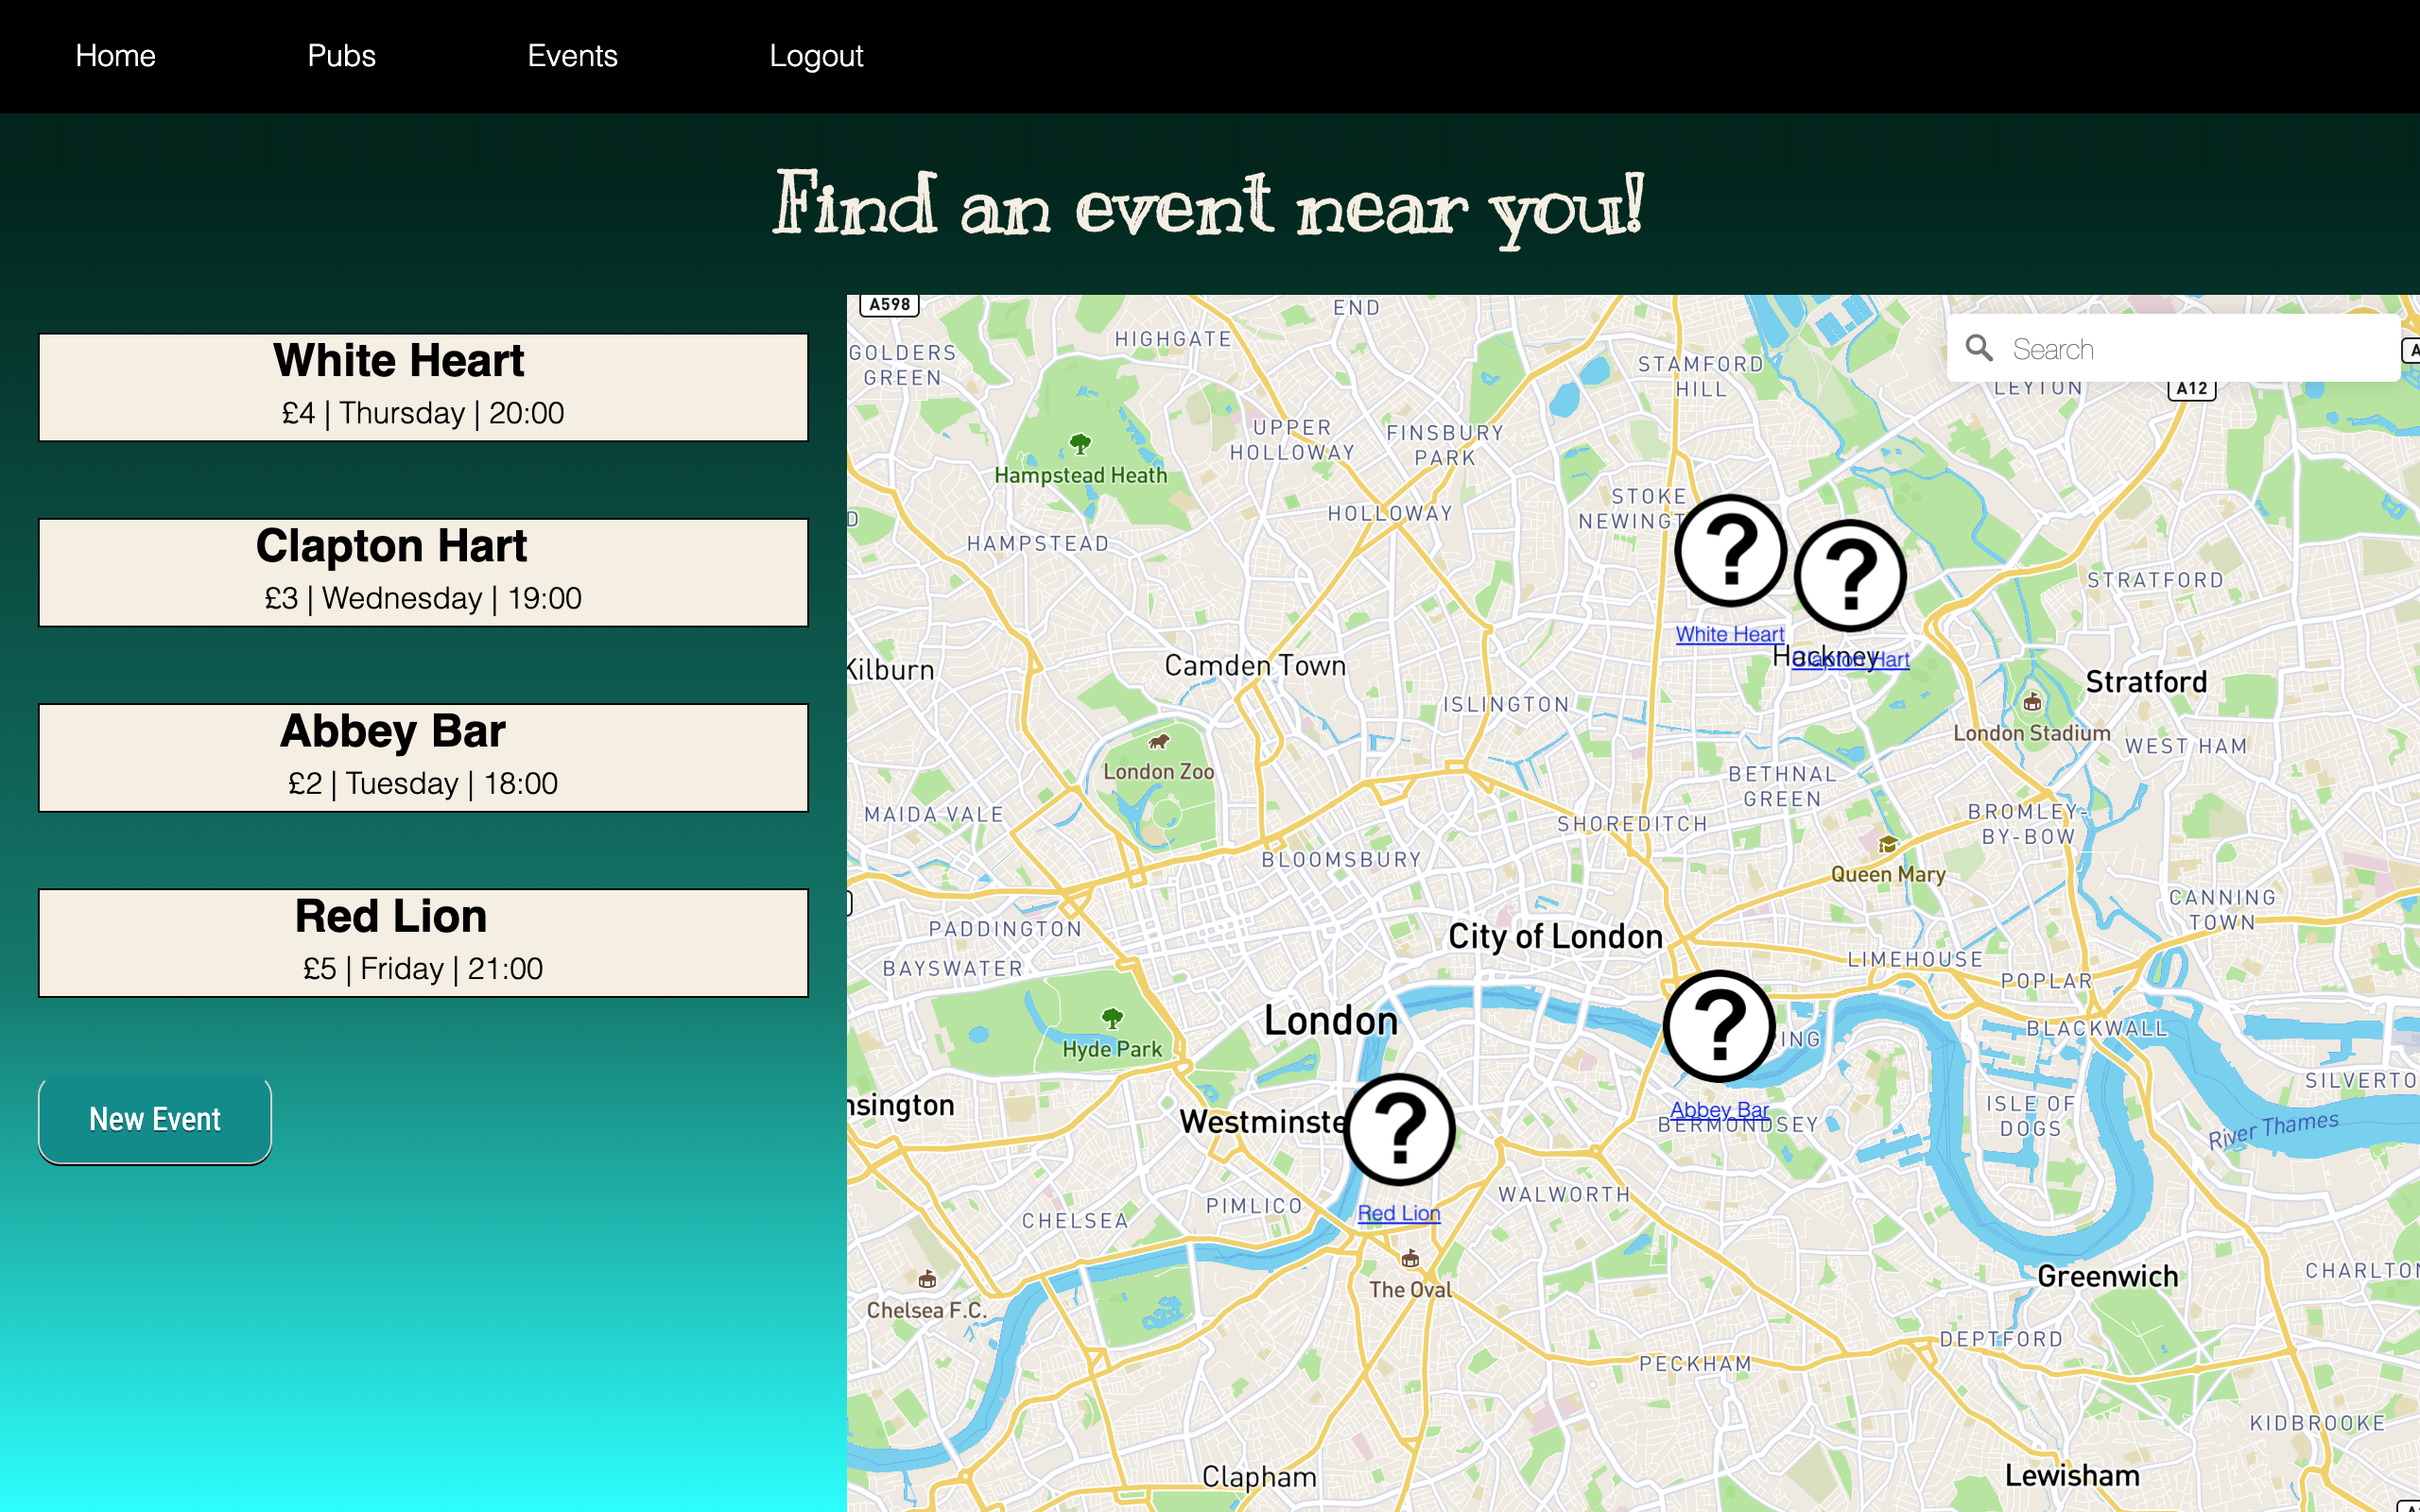 Home Pubs Events Logout
Find an event near you!
White Heart
£4 | Thursday | 20:00
Clapton Hart
£3 | Wednesday | 19:00
Abbey Bar
£2 | Tuesday | 18:00
Red Lion
£5 | Friday | 21:00
New Event
Search
A598
END
HIGHGATE
GOLDERS
GREEN
STAMFORD
HILL
LEYTON
A12
UPPER
HOLLOWAY
FINSBURY
PARK
Hampstead Heath
STOKE
NEWINGT
HOLLOWAY
HAMPSTEAD
?
?
STRATFORD
White Heart
Hackney
Clapton Hart
Kilburn
Camden Town
Stratford
ISLINGTON
London Stadium
WEST HAM
London Zoo
BETHNAL
GREEN
MAIDA VALE
SHOREDITCH
BROMLEY-
BY-BOW
BLOOMSBURY
Queen Mary
CANNING
TOWN
PADDINGTON
City of London
BAYSWATER
LIMEHOUSE
POPLAR
London
?
ING
BLACKWALL
Hyde Park
SILVERTO
nsington
Westminste
?
Abbey Bar
BERMONDSEY
ISLE OF
DOGS
River Thames
WALWORTH
PIMLICO
CHELSEA
Red Lion
The Oval
Greenwich
CHARLTON
Chelsea F.C.
DEPTFORD
PECKHAM
KIDBROOKE
Clapham
Lewisham